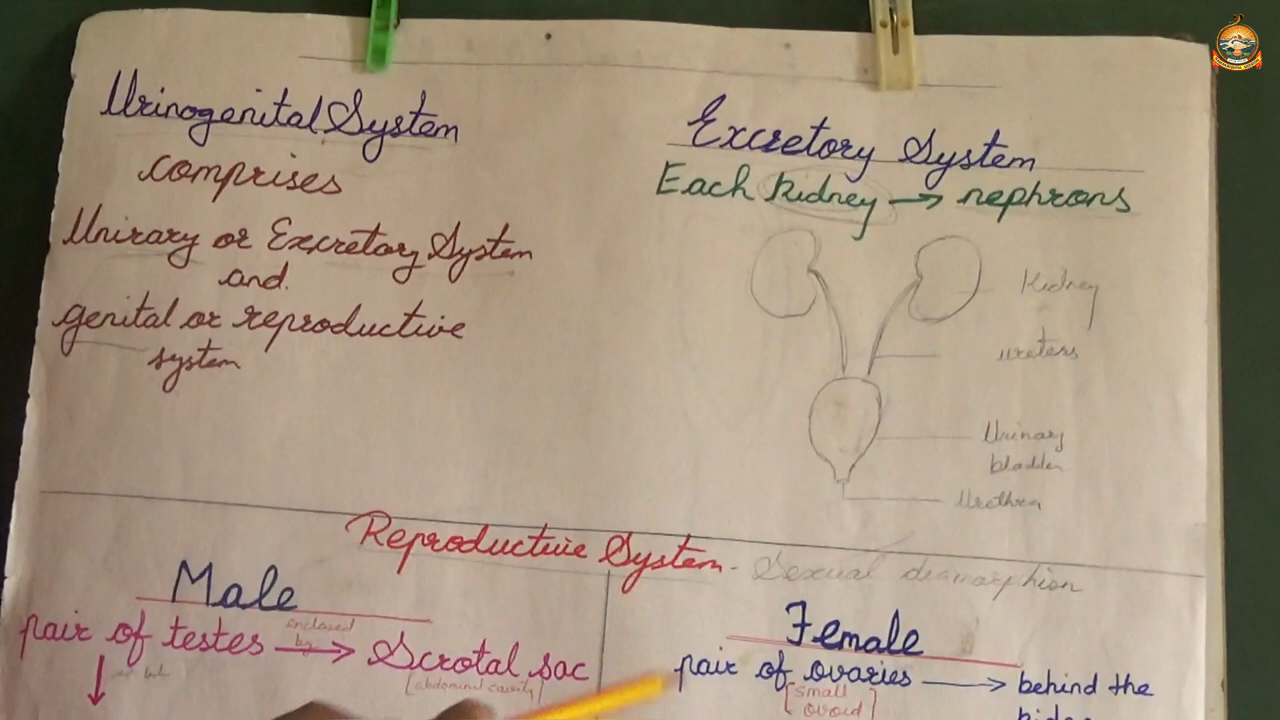 Urinogenital System
comprises
Unirary or Excretory System
and
genital or reproductive
system
Excretory System
Each kidney → nephrons
Kidney
ureters
Urinary
bladder
Urethra
Reproductive System - Sexual
Male
pair of testes → Scrotal sac
enclosed
by
[abdominal cavity]
Female
pair of ovaries → behind the
[small
ovoid]